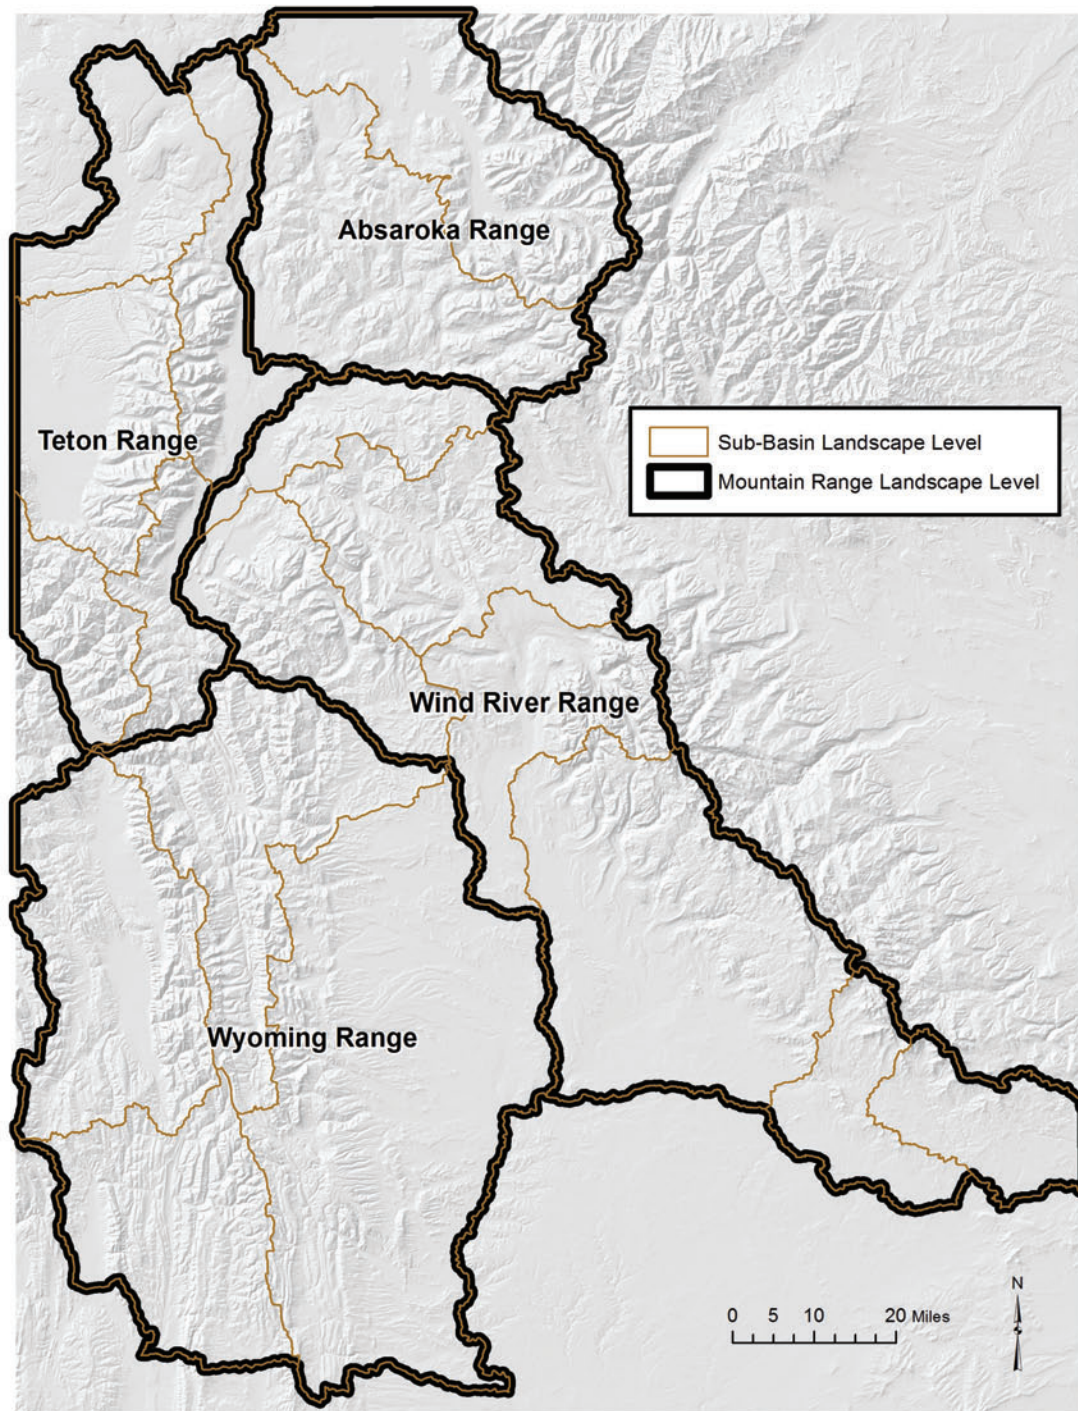 Absaroka Range
Teton Range
Sub-Basin Landscape Level
Mountain Range Landscape Level
Wind River Range
Wyoming Range
N
0 5 10 20 Miles